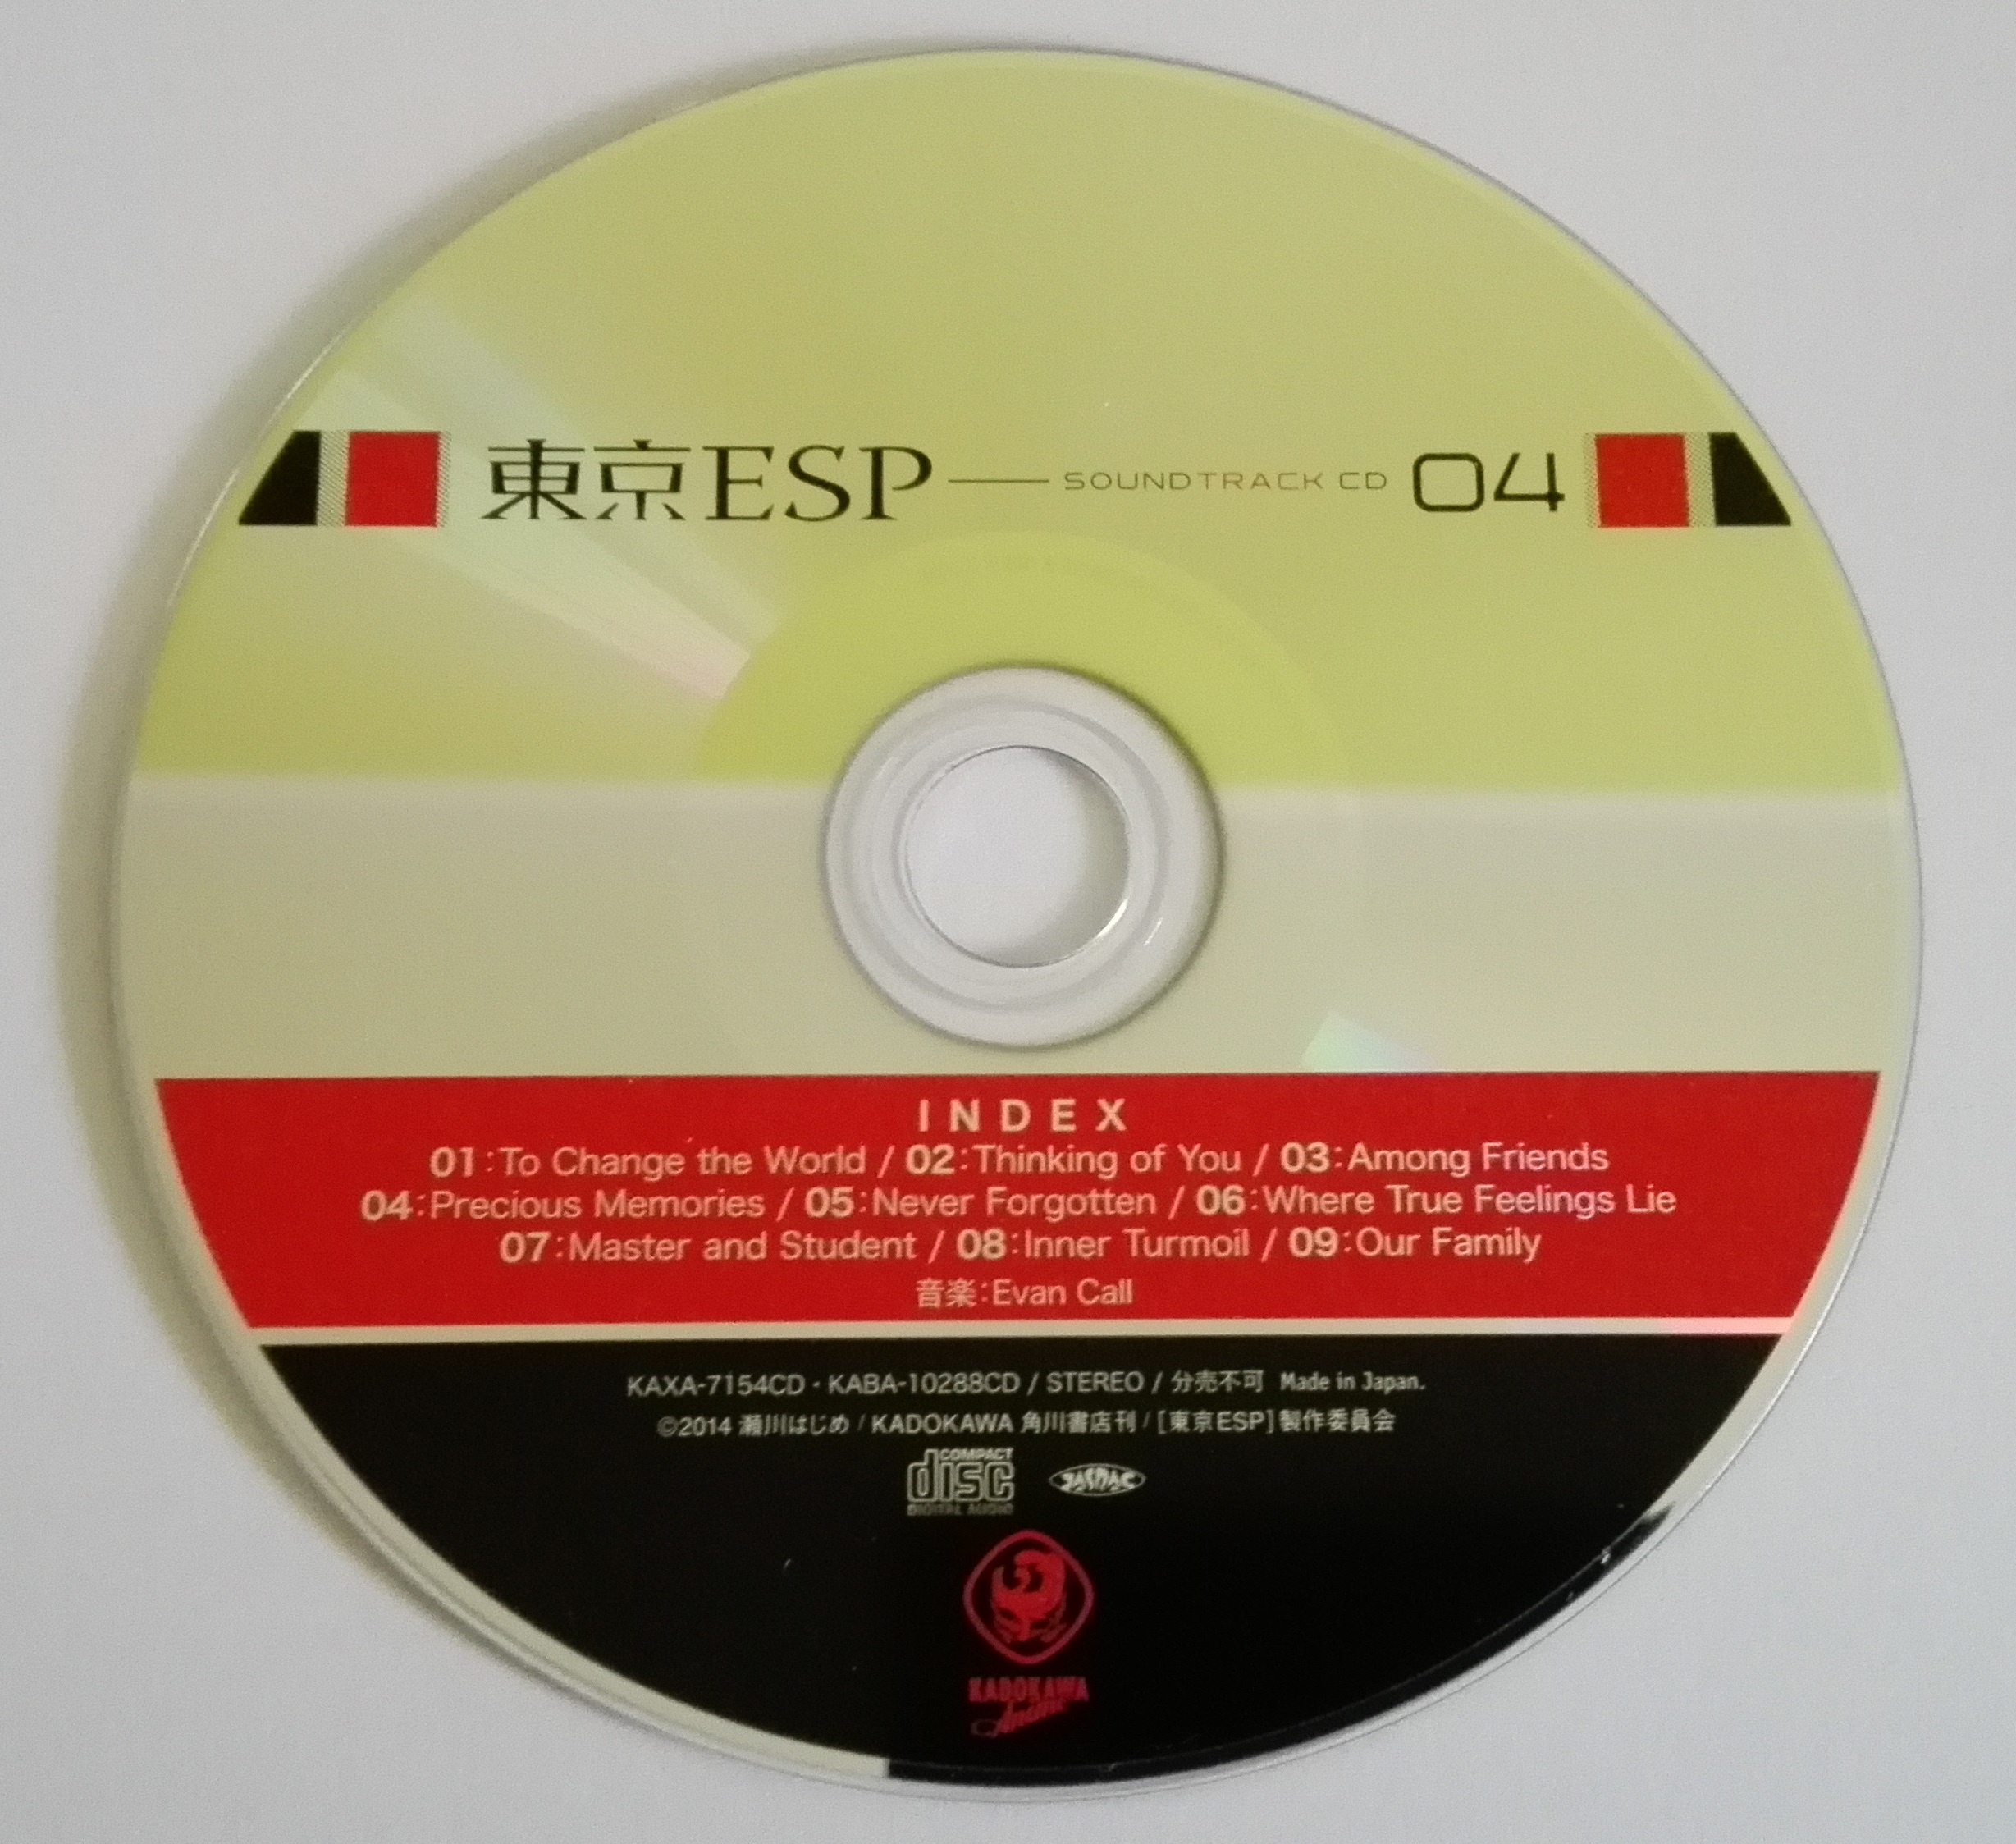 東京ESP — SOUNDTRACK CD 04
INDEX
01:To Change the World / 02:Thinking of You / 03:Among Friends
04:Precious Memories / 05:Never Forgotten / 06:Where True Feelings Lie
07:Master and Student / 08:Inner Turmoil / 09:Our Family
音楽:Evan Call
KAXA-7154CD・KABA-10288CD / STEREO / 分売不可 Made in Japan.
©2014 瀬川はじめ / KADOKAWA 角川書店刊 / [東京ESP] 製作委員会
COMPACT
disc
DIGITAL AUDIO
JASRAC
KADOKAWA
Anime